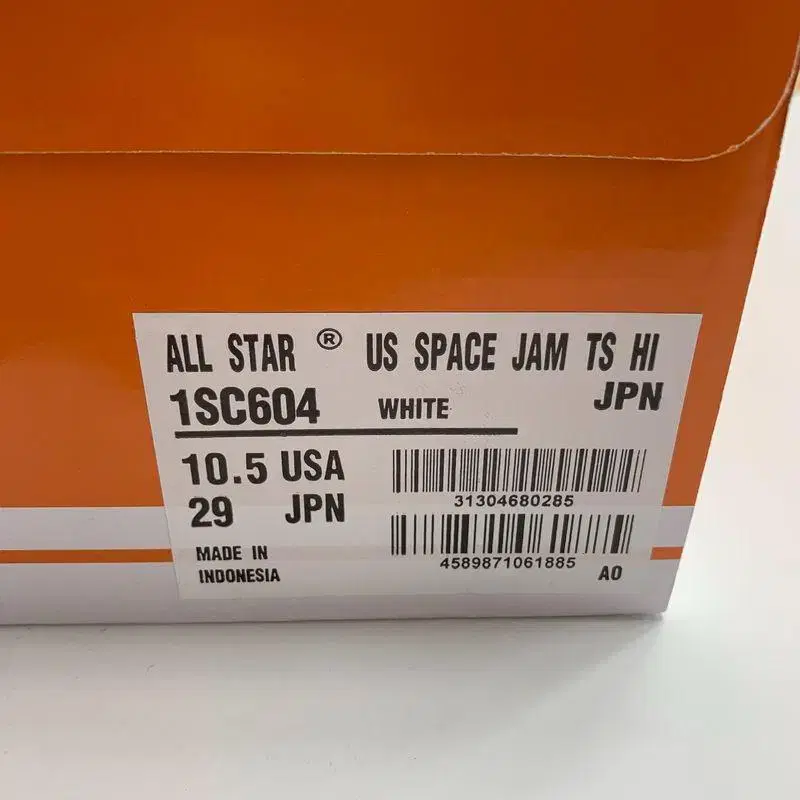 ALL STAR ® US SPACE JAM TS HI
1SC604 WHITE JPN
10.5 USA
29 JPN
31304680285
MADE IN
INDONESIA
4589871061885 A0